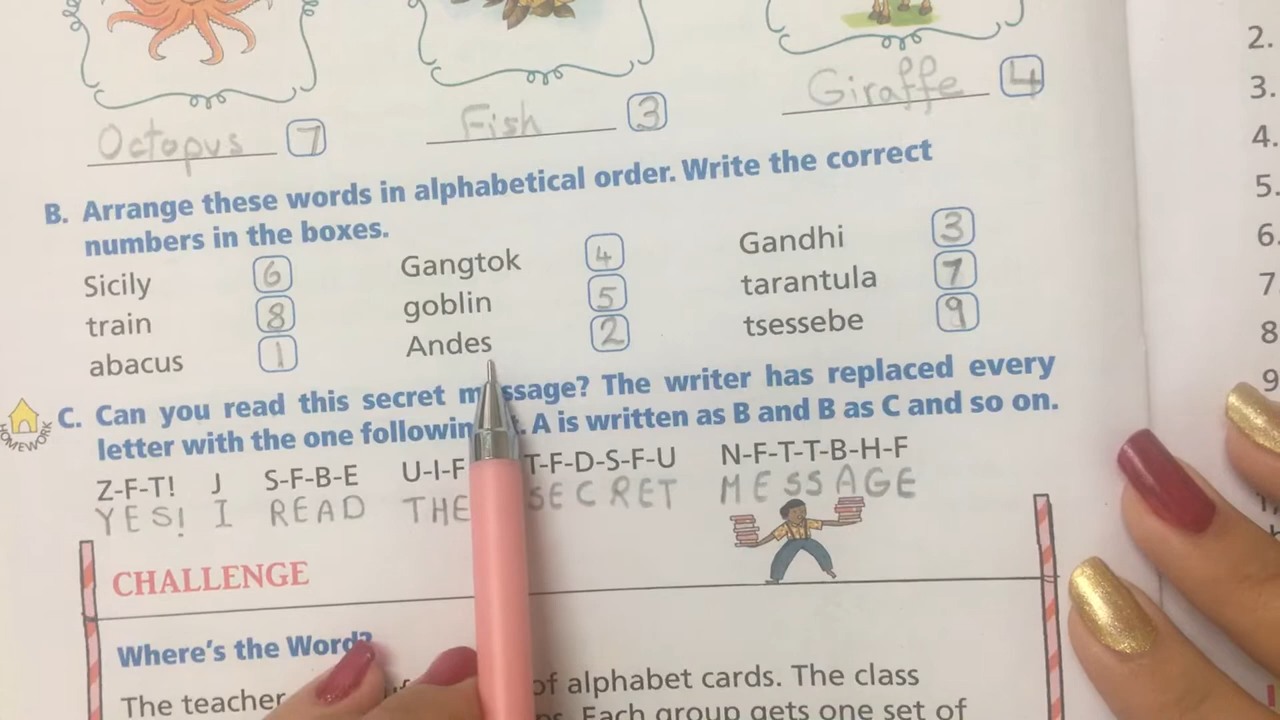 Octopus 7 Fish 3 Giraffe 4
B. Arrange these words in alphabetical order. Write the correct
numbers in the boxes.
Sicily 6 Gangtok 4 Gandhi 3
train 8 goblin 5 tarantula 7
abacus 1 Andes 2 tsessebe 9
HOMEWORK
C. Can you read this secret message? The writer has replaced every
letter with the one following it. A is written as B and B as C and so on.
Z-F-T! J S-F-B-E U-I-F T-F-D-S-F-U N-F-T-T-B-H-F
YES! I READ THE SECRET MESSAGE
CHALLENGE
Where's the Word?
The teacher of alphabet cards. The class
Each group gets one set of
2.
3.
4.
5.
6.
7
8
9